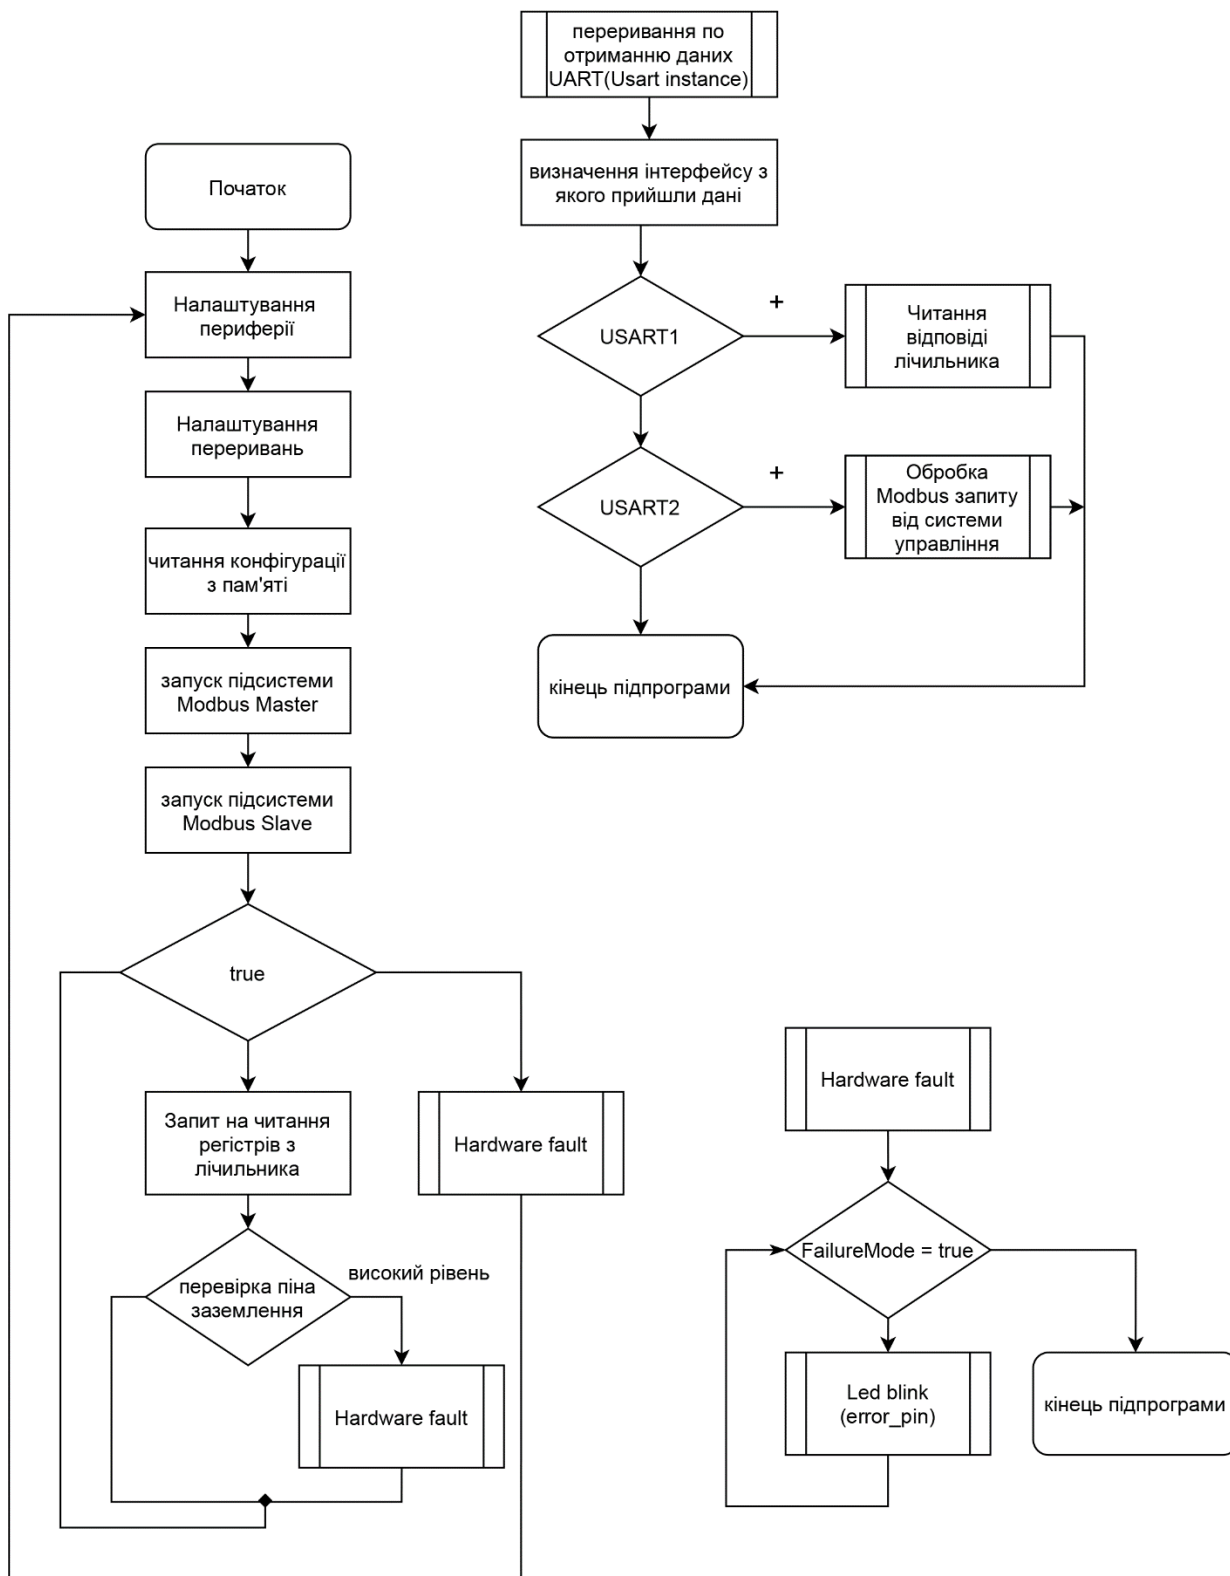 Початок
Налаштування
периферії
Налаштування
переривань
читання конфігурації
з пам'яті
запуск підсистеми
Modbus Master
запуск підсистеми
Modbus Slave
true
Запит на читання
регістрів з
лічильника
Hardware fault
перевірка піна
заземлення
високий рівень
Hardware fault
переривання по
отриманню даних
UART(Usart instance)
визначення інтерфейсу з
якого прийшли дані
USART1
+
Читання
відповіді
лічильника
USART2
+
Обробка
Modbus запиту
від системи
управління
кінець підпрограми
Hardware fault
FailureMode = true
Led blink
(error_pin)
кінець підпрограми